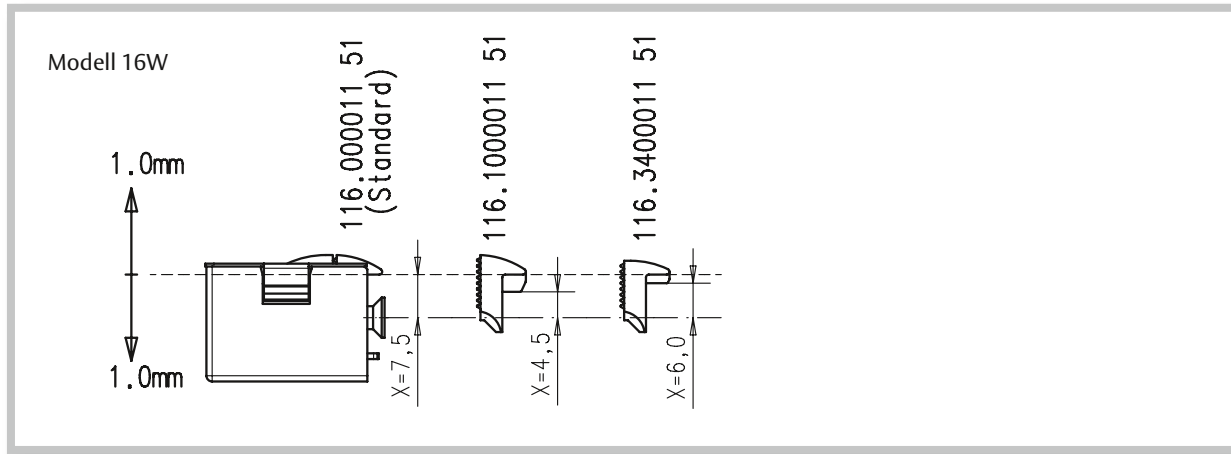 Modell 16W
116.000011 51
(Standard)
116.1000011 51
116.3400011 51
1.0mm
1.0mm
X=7,5
X=4,5
X=6,0